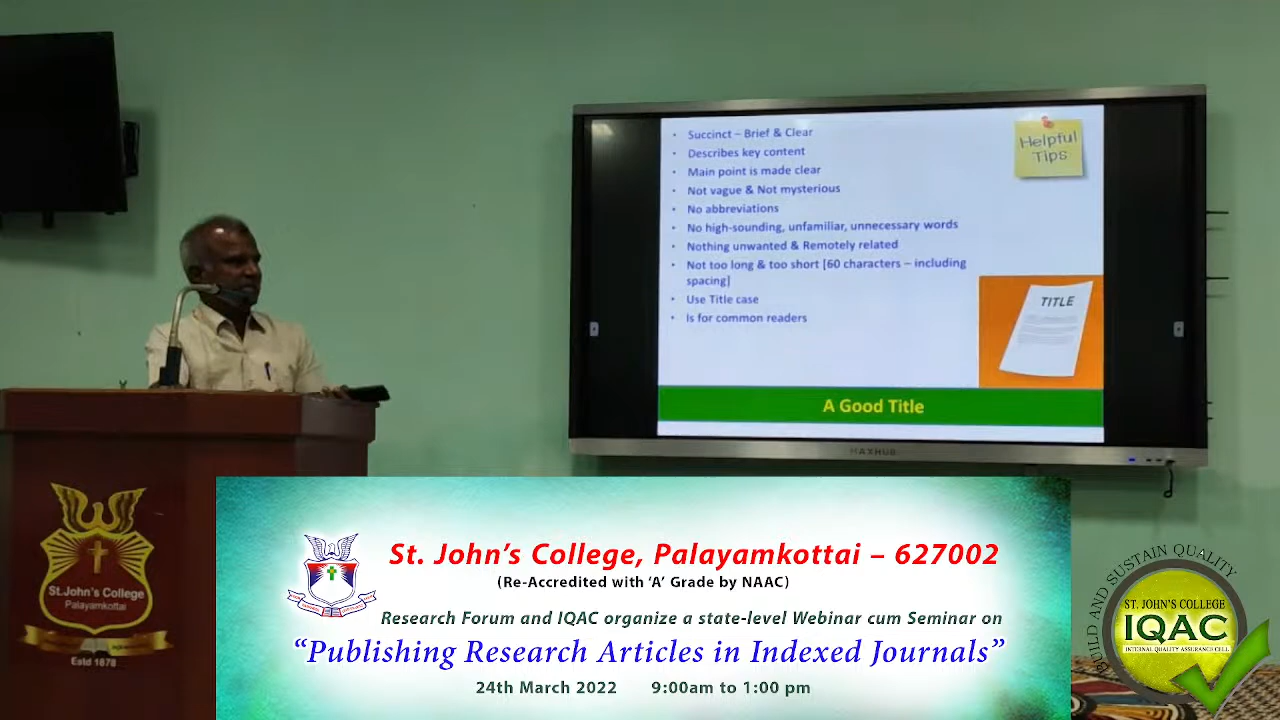 • Succinct – Brief & Clear
• Describes key content
• Main point is made clear
• Not vague & Not mysterious
• No abbreviations
• No high-sounding, unfamiliar, unnecessary words
• Nothing unwanted & Remotely related
• Not too long & too short [60 characters – including
spacing]
• Use Title case
• Is for common readers
Helpful
Tips
TITLE
A Good Title
MAXHUB
St.John's College
Palayamkottai
Estd 1878
St. John's College, Palayamkottai – 627002
(Re-Accredited with 'A' Grade by NAAC)
Research Forum and IQAC organize a state-level Webinar cum Seminar on
“Publishing Research Articles in Indexed Journals”
24th March 2022 9:00am to 1:00 pm
BUILD AND SUSTAIN QUALITY
ST. JOHN'S COLLEGE
IQAC
INTERNAL QUALITY ASSURANCE CELL